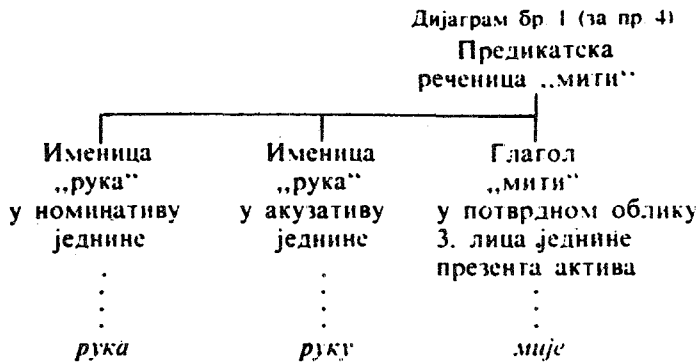 Дијаграм бр. 1 (за пр. 4)
Предикатска
реченица „мити“
Именица
„рука“
у номинативу
једнине
Именица
„рука“
у акузативу
једнине
Глагол
„мити“
у потврдном облику
3. лица једнине
презента актива
рука
руку
мије